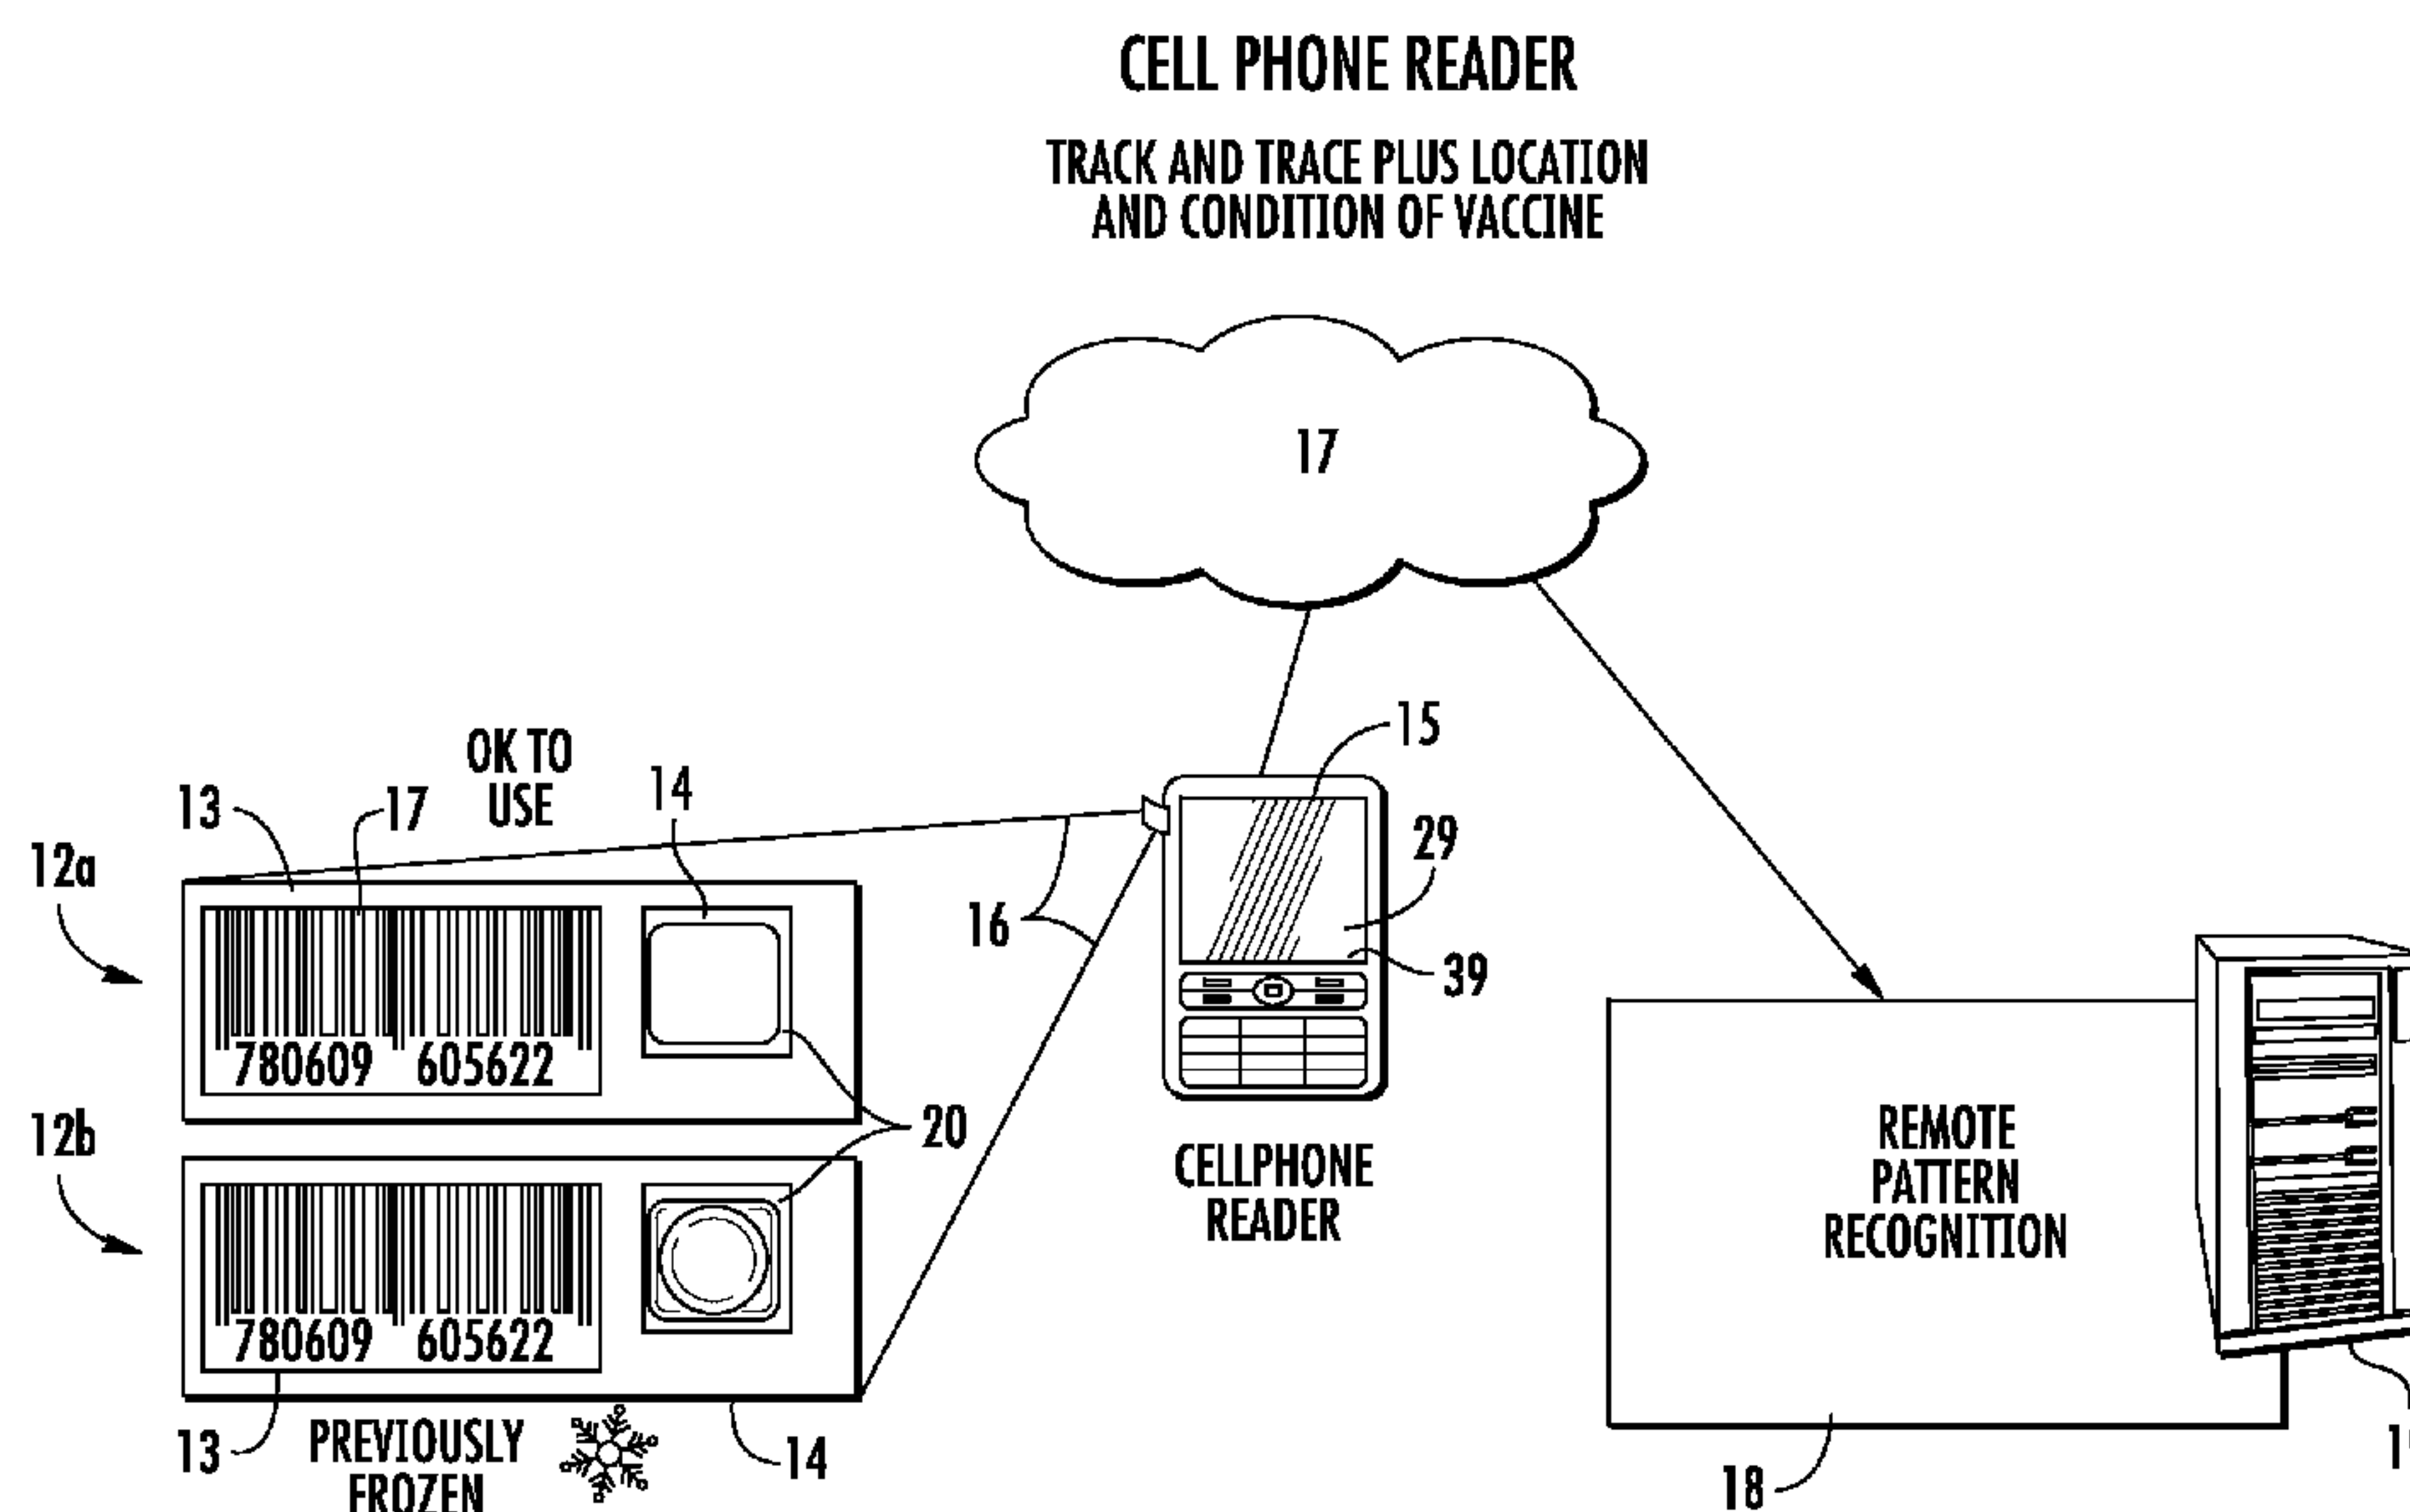 CELL PHONE READER
TRACK AND TRACE PLUS LOCATION
AND CONDITION OF VACCINE
17
15
OK TO
USE
13
17
14
29
12a
16
39
780609 605622
20
12b
CELLPHONE
READER
REMOTE
PATTERN
RECOGNITION
780609 605622
13
PREVIOUSLY
FROZEN
14
18